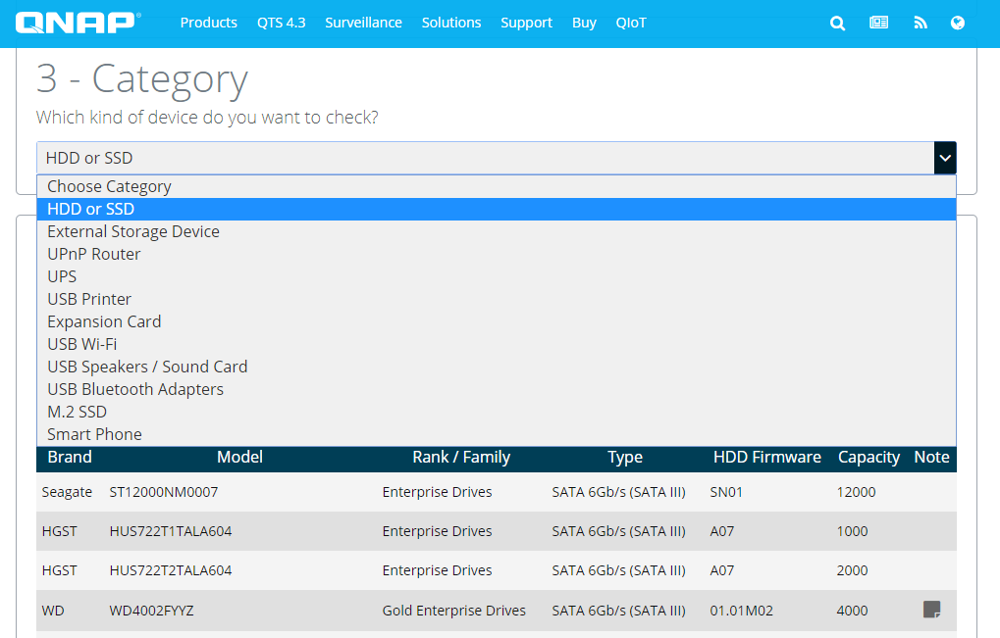 QNAP® Products QTS 4.3 Surveillance Solutions Support Buy QIoT
3 - Category
Which kind of device do you want to check?
HDD or SSD
Choose Category
HDD or SSD
External Storage Device
UPnP Router
UPS
USB Printer
Expansion Card
USB Wi-Fi
USB Speakers / Sound Card
USB Bluetooth Adapters
M.2 SSD
Smart Phone
Brand Model Rank / Family Type HDD Firmware Capacity Note
Seagate ST12000NM0007 Enterprise Drives SATA 6Gb/s (SATA III) SN01 12000
HGST HUS722T1TALA604 Enterprise Drives SATA 6Gb/s (SATA III) A07 1000
HGST HUS722T2TALA604 Enterprise Drives SATA 6Gb/s (SATA III) A07 2000
WD WD4002FYYZ Gold Enterprise Drives SATA 6Gb/s (SATA III) 01.01M02 4000